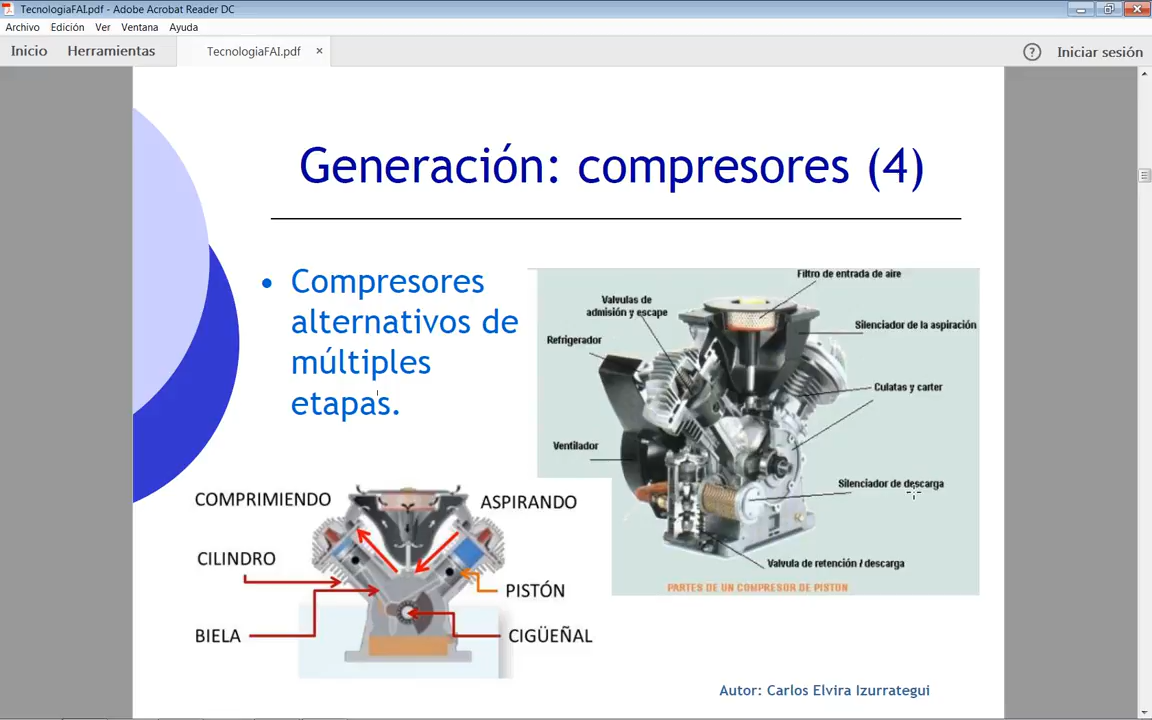 TecnologiaFAI.pdf - Adobe Acrobat Reader DC
Archivo Edición Ver Ventana Ayuda
Inicio Herramientas TecnologiaFAI.pdf × ? Iniciar sesión
Generación: compresores (4)
• Compresores
alternativos de
múltiples
etapas.
Filtro de entrada de aire
Valvulas de
admisión y escape
Silenciador de la aspiración
Refrigerador
Culatas y carter
Ventilador
Silenciador de descarga
Valvula de retención / descarga
PARTES DE UN COMPRESOR DE PISTON
COMPRIMIENDO
ASPIRANDO
CILINDRO
PISTÓN
BIELA
CIGÜEÑAL
Autor: Carlos Elvira Izurrategui